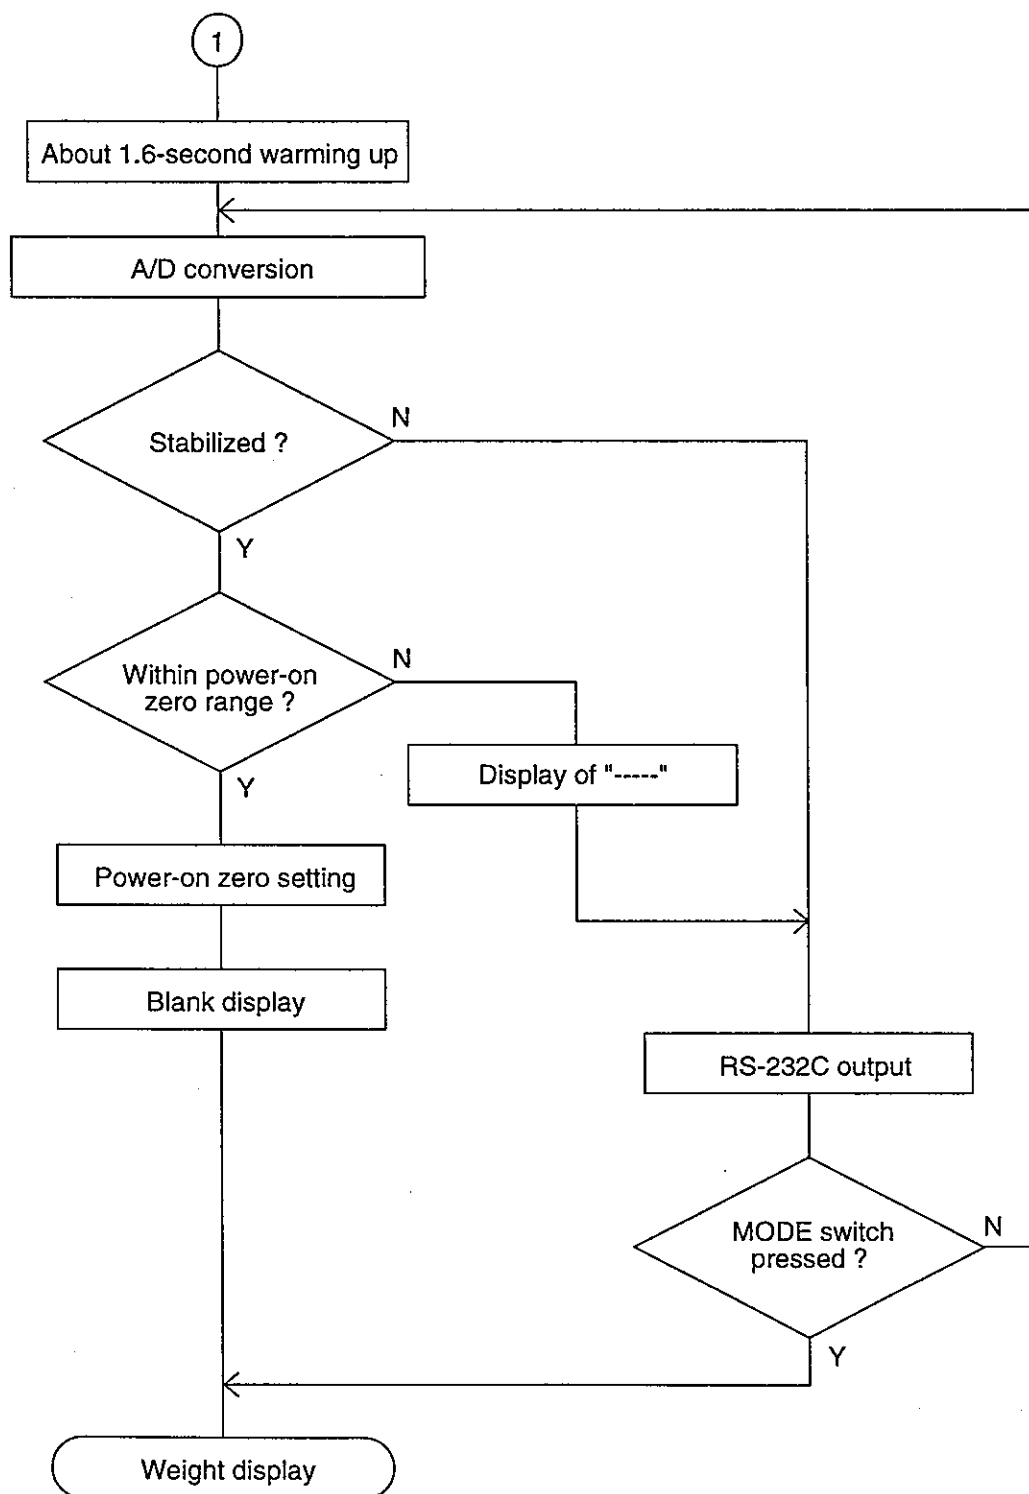 1
About 1.6-second warming up
A/D conversion
N
Stabilized ?
Y
N
Within power-on
zero range ?
Display of "-----"
Y
Power-on zero setting
Blank display
RS-232C output
MODE switch
pressed ?
N
Y
Weight display